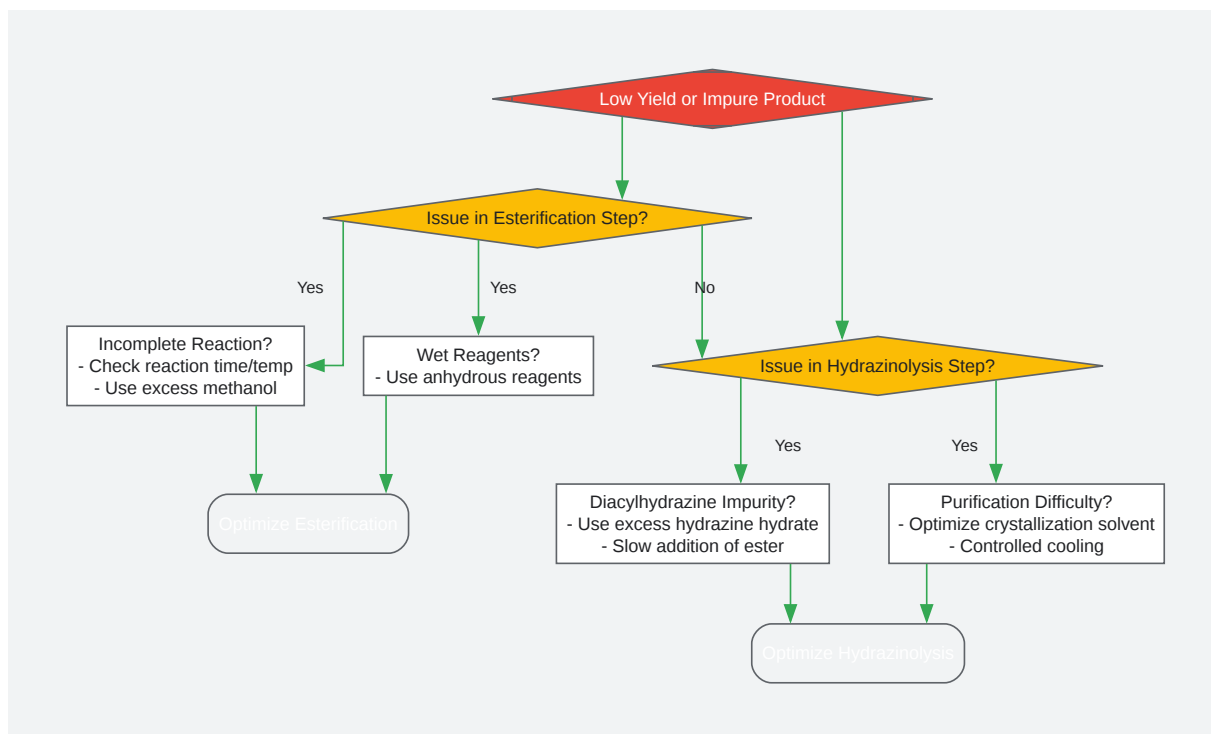 Low Yield or Impure Product
Issue in Esterification Step?
Yes
Yes
No
Incomplete Reaction?
- Check reaction time/temp
- Use excess methanol
Wet Reagents?
- Use anhydrous reagents
Issue in Hydrazinolysis Step?
Yes
Yes
Optimize Esterification
Diacylhydrazine Impurity?
- Use excess hydrazine hydrate
- Slow addition of ester
Purification Difficulty?
- Optimize crystallization solvent
- Controlled cooling
Optimize Hydrazinolysis